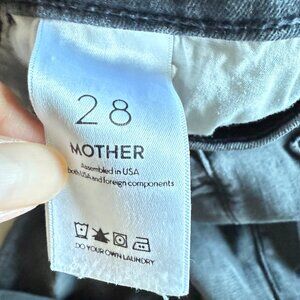 28
MOTHER
Assembled in USA
both USA and foreign components
DO YOUR OWN LAUNDRY